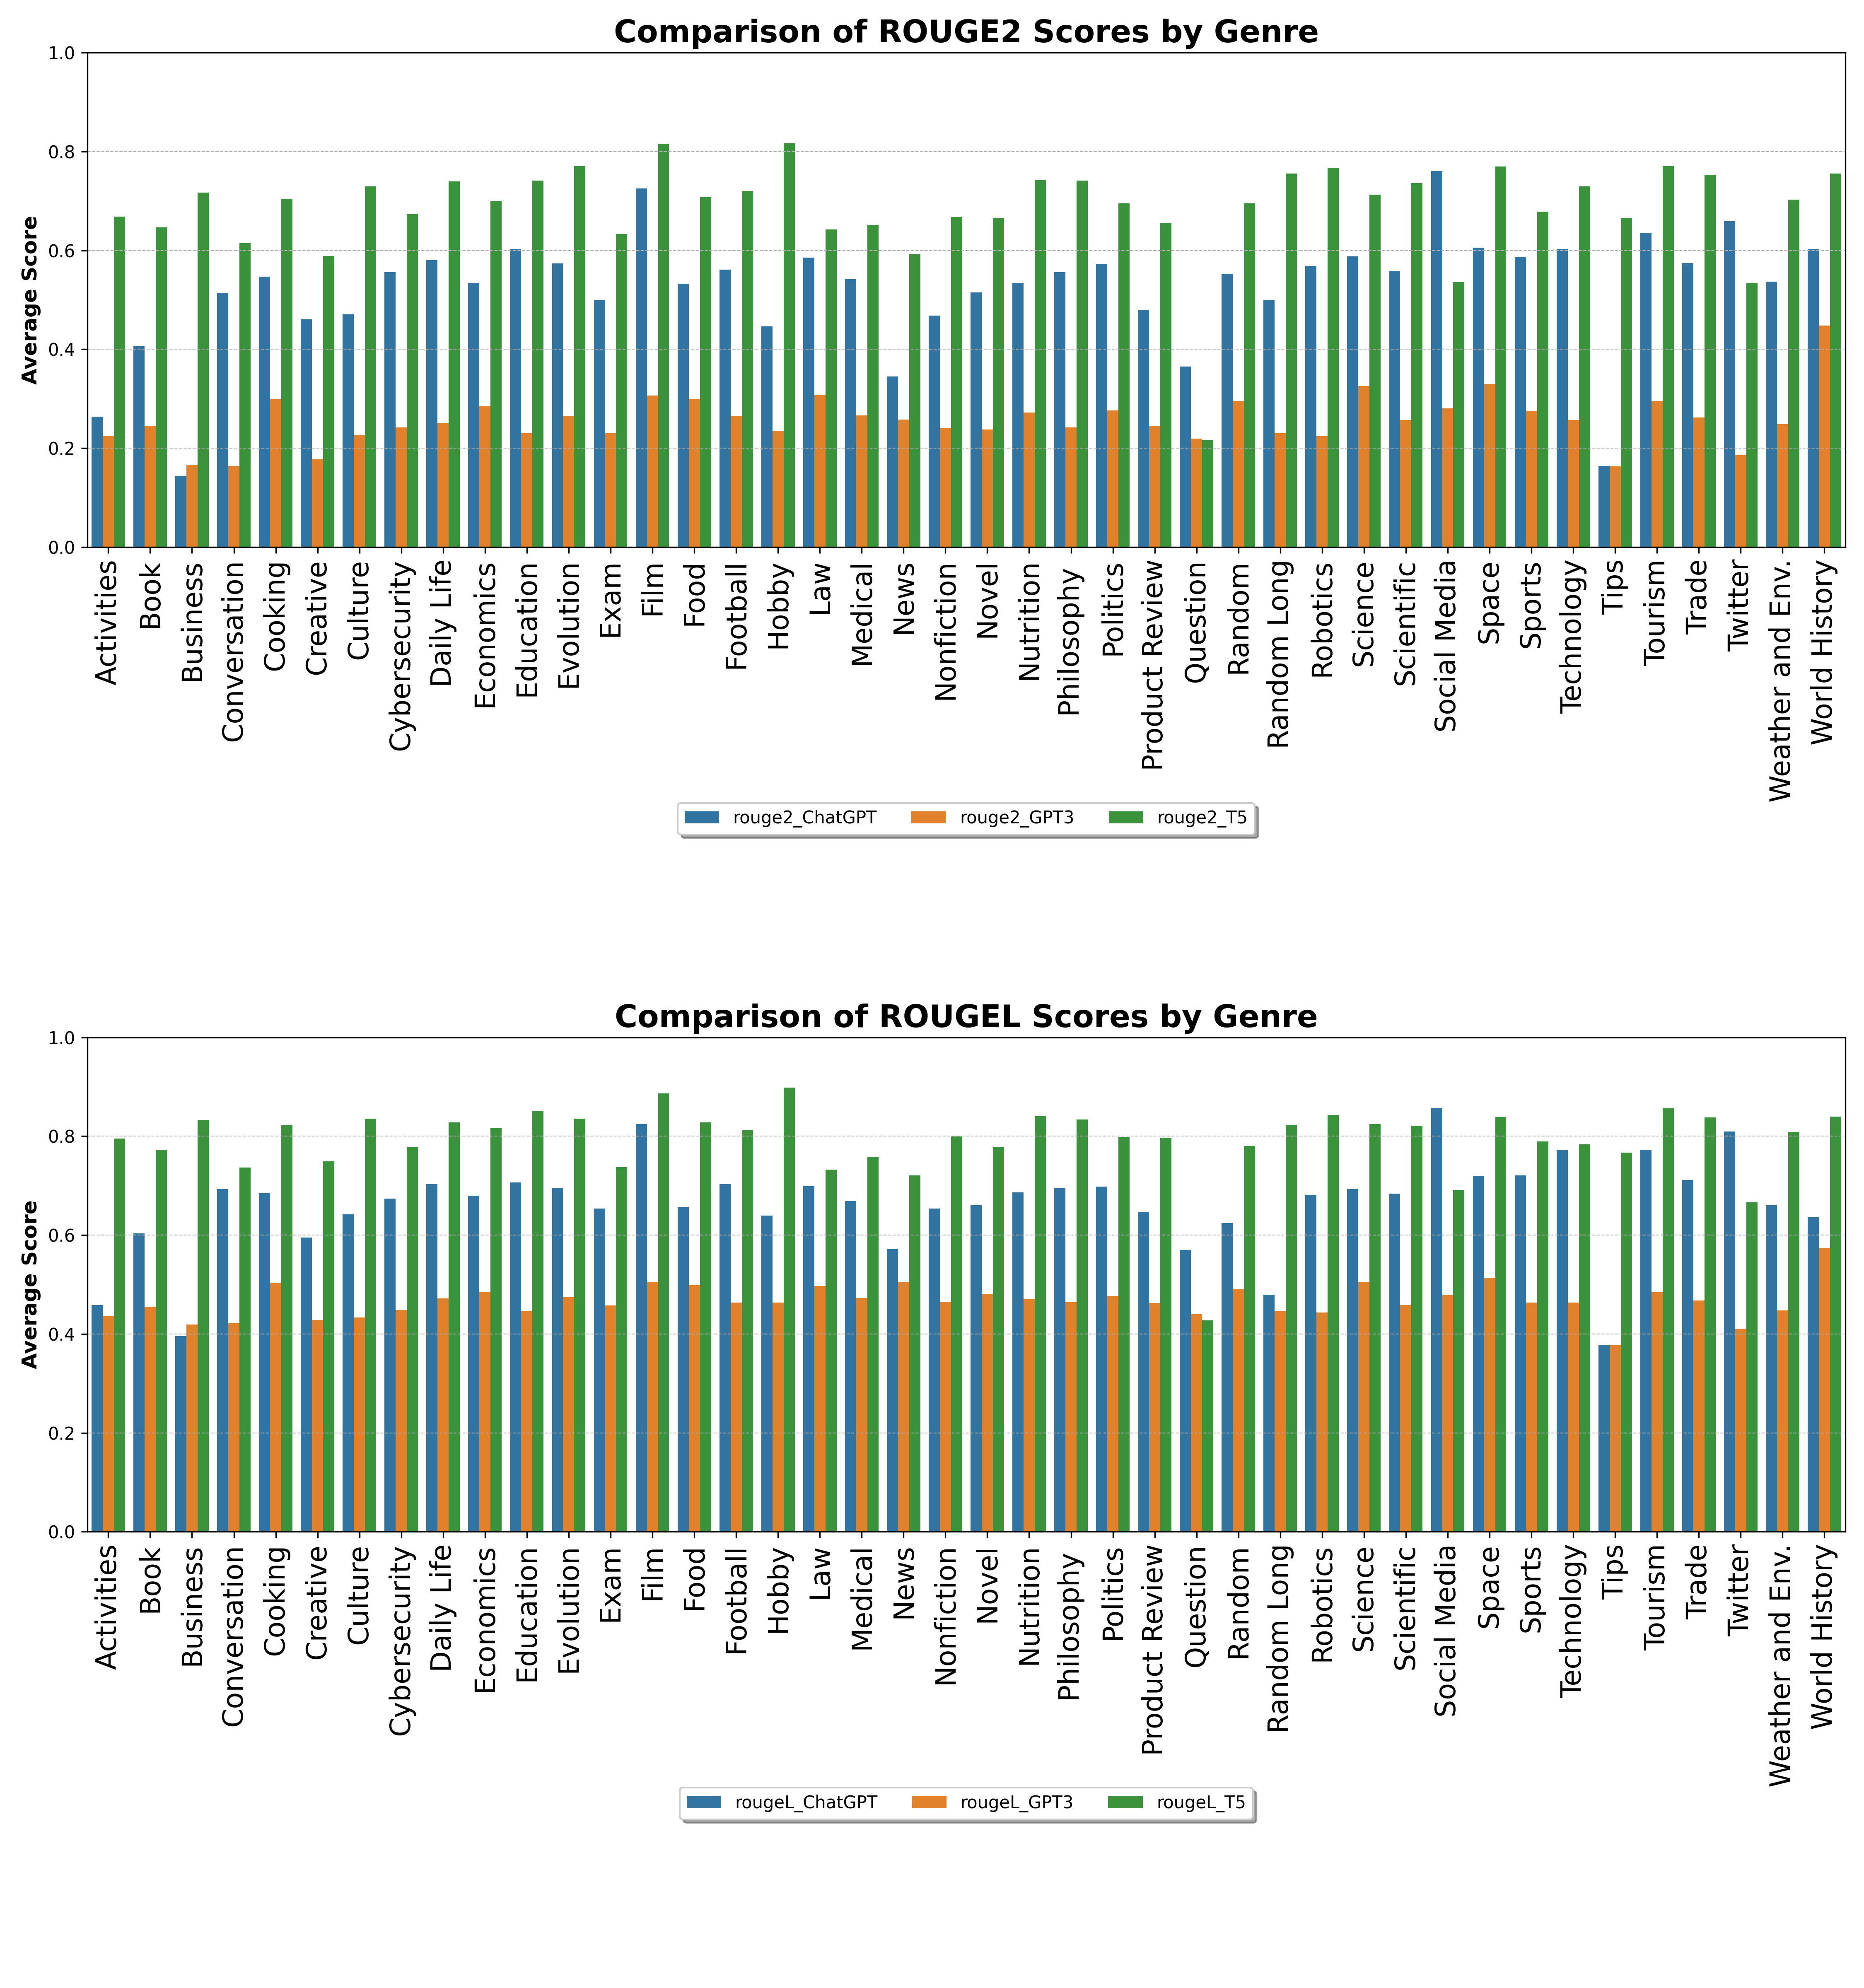 Comparison of ROUGE2 Scores by Genre
1.0
0.8
0.6
0.4
0.2
0.0
Average Score
Activities
Book
Business
Conversation
Cooking
Creative
Culture
Cybersecurity
Daily Life
Economics
Education
Evolution
Exam
Film
Food
Football
Hobby
Law
Medical
News
Nonfiction
Novel
Nutrition
Philosophy
Politics
Product Review
Question
Random
Random Long
Robotics
Science
Scientific
Social Media
Space
Sports
Technology
Tips
Tourism
Trade
Twitter
Weather and Env.
World History
rouge2_ChatGPT rouge2_GPT3 rouge2_T5
Comparison of ROUGEL Scores by Genre
1.0
0.8
0.6
0.4
0.2
0.0
Average Score
Activities
Book
Business
Conversation
Cooking
Creative
Culture
Cybersecurity
Daily Life
Economics
Education
Evolution
Exam
Film
Food
Football
Hobby
Law
Medical
News
Nonfiction
Novel
Nutrition
Philosophy
Politics
Product Review
Question
Random
Random Long
Robotics
Science
Scientific
Social Media
Space
Sports
Technology
Tips
Tourism
Trade
Twitter
Weather and Env.
World History
rougeL_ChatGPT rougeL_GPT3 rougeL_T5